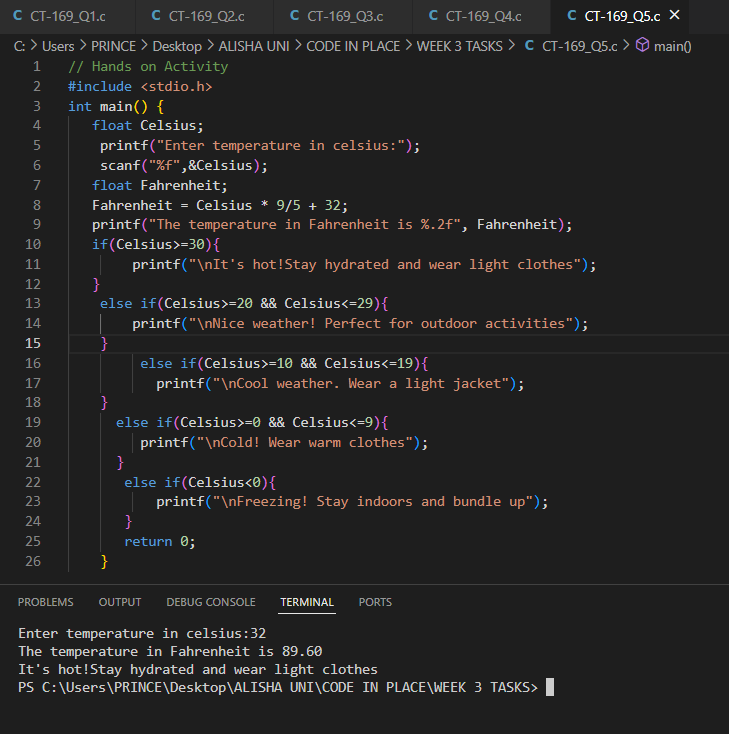 C CT-169_Q1.c C CT-169_Q2.c C CT-169_Q3.c C CT-169_Q4.c C CT-169_Q5.c ×
C: > Users > PRINCE > Desktop > ALISHA UNI > CODE IN PLACE > WEEK 3 TASKS > C CT-169_Q5.c > main()
1 // Hands on Activity
2 #include <stdio.h>
3 int main() {
4 float Celsius;
5 printf("Enter temperature in celsius:");
6 scanf("%f",&Celsius);
7 float Fahrenheit;
8 Fahrenheit = Celsius * 9/5 + 32;
9 printf("The temperature in Fahrenheit is %.2f", Fahrenheit);
10 if(Celsius>=30){
11 printf("\nIt's hot!Stay hydrated and wear light clothes");
12 }
13 else if(Celsius>=20 && Celsius<=29){
14 printf("\nNice weather! Perfect for outdoor activities");
15 }
16 else if(Celsius>=10 && Celsius<=19){
17 printf("\nCool weather. Wear a light jacket");
18 }
19 else if(Celsius>=0 && Celsius<=9){
20 printf("\nCold! Wear warm clothes");
21 }
22 else if(Celsius<0){
23 printf("\nFreezing! Stay indoors and bundle up");
24 }
25 return 0;
26 }
PROBLEMS OUTPUT DEBUG CONSOLE TERMINAL PORTS
Enter temperature in celsius:32
The temperature in Fahrenheit is 89.60
It's hot!Stay hydrated and wear light clothes
PS C:\Users\PRINCE\Desktop\ALISHA UNI\CODE IN PLACE\WEEK 3 TASKS>